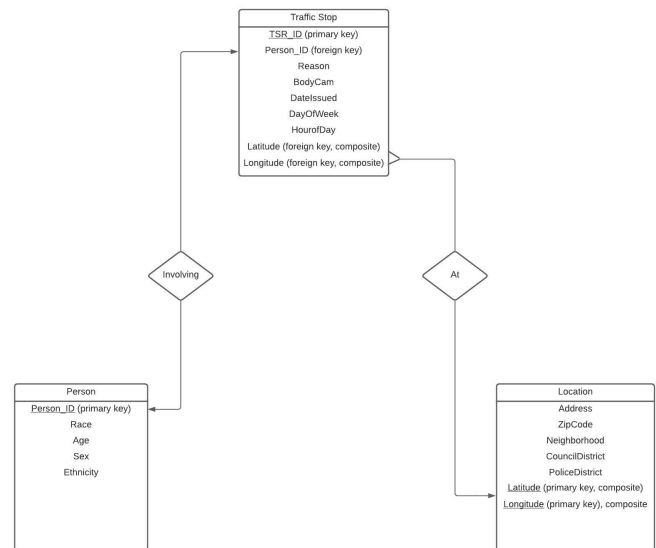 Traffic Stop
TSR_ID (primary key)
Person_ID (foreign key)
Reason
BodyCam
DateIssued
DayOfWeek
HourofDay
Latitude (foreign key, composite)
Longitude (foreign key, composite)
Involving
At
Person
Person_ID (primary key)
Race
Age
Sex
Ethnicity
Location
Address
ZipCode
Neighborhood
CouncilDistrict
PoliceDistrict
Latitude (primary key, composite)
Longitude (primary key), composite